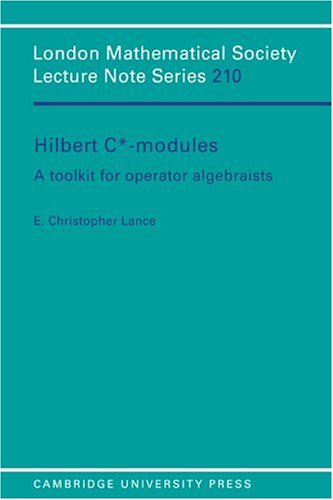 London Mathematical Society
Lecture Note Series 210
Hilbert C*-modules
A toolkit for operator algebraists
E. Christopher Lance
CAMBRIDGE UNIVERSITY PRESS